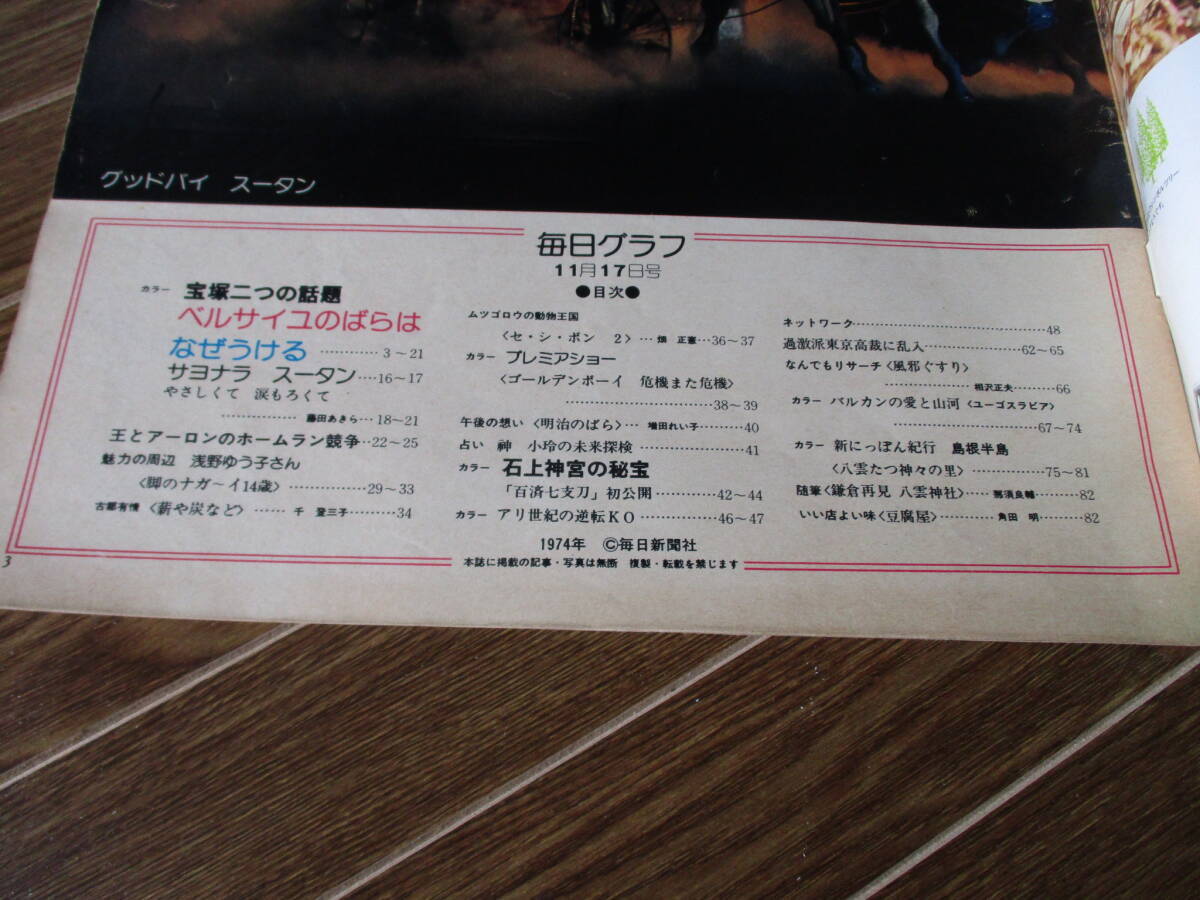 グッドバイ スータン
毎日グラフ
11月17日号
●目次●
カラー 宝塚二つの話題
ベルサイユのばらは
なぜうける ………… 3～21
サヨナラ スータン ‥‥16～17
やさしくて 涙もろくて
…………… 藤田あきら… 18～21
王とアーロンのホームラン競争 ‥22～25
魅力の周辺 浅野ゆう子さん
〈脚のナガ～イ14歳〉 …………… 29～33
古都有情 〈薪や炭など〉 …… 千 登三子………34
ムツゴロウの動物王国
〈セ・シ・ボン 2〉 … 畑 正憲…36～37
カラー プレミアショー
〈ゴールデンボーイ 危機また危機〉
……………………38～39
午後の想い 〈明治のばら〉… 増田れい子………40
占い 神 小玲の未来探検 ……………………41
カラー 石上神宮の秘宝
「百済七支刀」初公開 …………42～44
カラー アリ世紀の逆転KO ……………46～47
ネットワーク………………………………48
過激派東京高裁に乱入………………62～65
なんでもリサーチ〈風邪ぐすり〉
……………… 相沢正夫………66
カラー バルカンの愛と山河 〈ユーゴスラビア〉
……………………67～74
カラー 新にっぽん紀行 島根半島
〈八雲たつ神々の里〉 …………75～81
随筆〈鎌倉再見 八雲神社〉…… 那須良輔………82
いい店よい味〈豆腐屋〉……… 角田 明………82
1974年 ©毎日新聞社
本誌に掲載の記事・写真は無断 複製・転載を禁じます
3